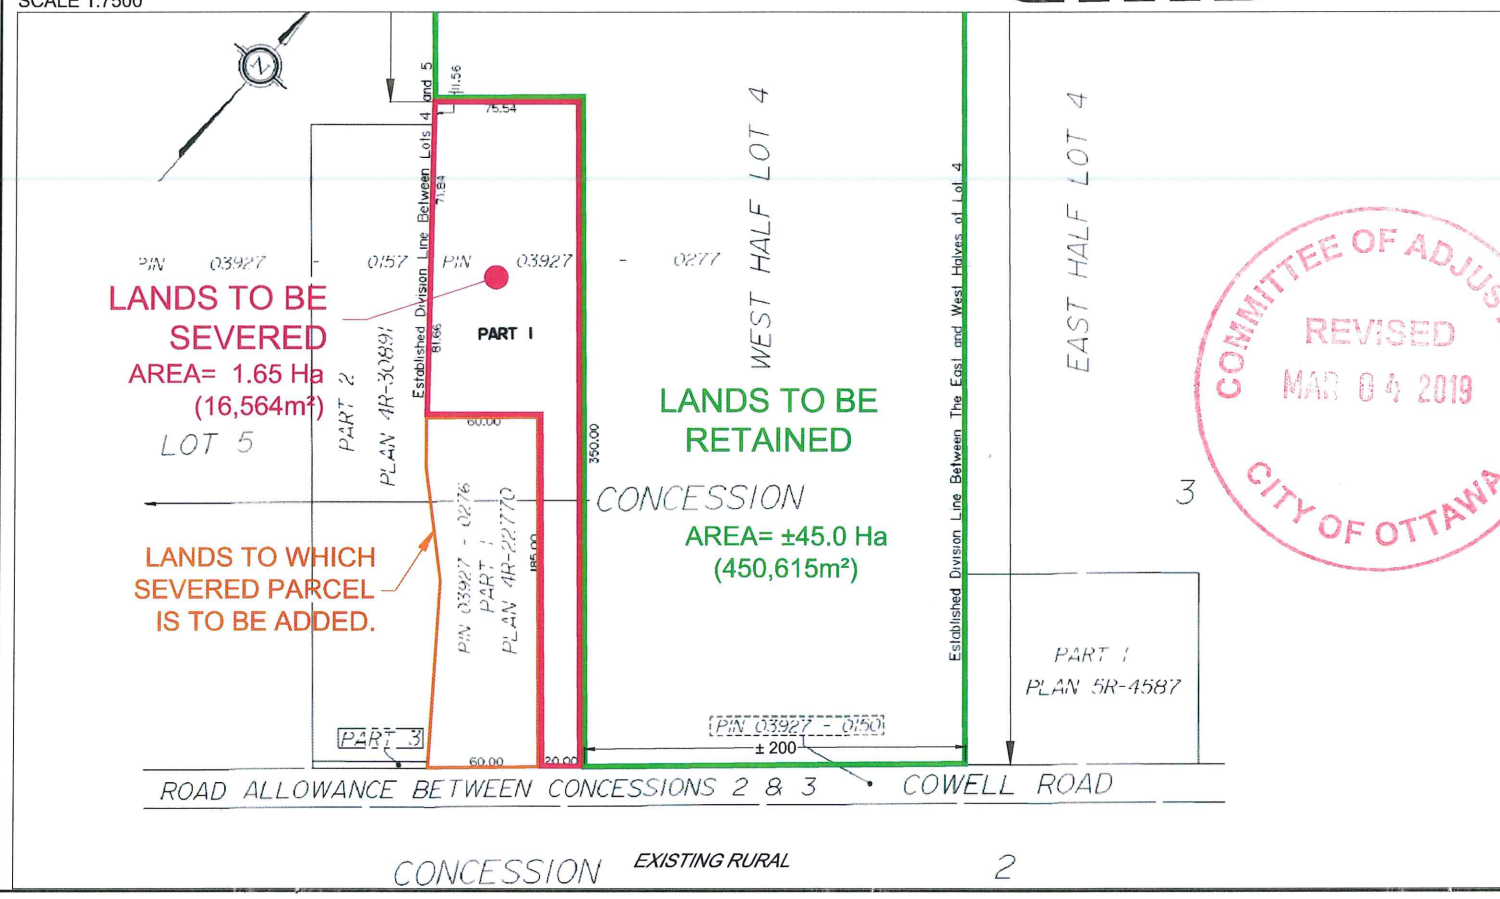 SCALE 1:7500
N
Established Division Line Between Lots 4 and 5
11.56
75.54
71.84
81.66
WEST HALF LOT 4
EAST HALF LOT 4
PIN 03927 - 0157
PIN 03927 - 0277
LANDS TO BE
SEVERED
AREA= 1.65 Ha
(16,564m²)
PART 1
PART 2
PLAN 4R-30891
LOT 5
LANDS TO BE
RETAINED
CONCESSION
3
AREA= ±45.0 Ha
(450,615m²)
60.00
350.00
185.00
LANDS TO WHICH
SEVERED PARCEL
IS TO BE ADDED.
PIN 03927 - 0276
PART 1
PLAN 4R-22770
Established Division Line Between The East and West Halves of Lot 4
PART 1
PLAN 5R-4587
PART 3
PIN 03927 - 0150
± 200
60.00
20.00
ROAD ALLOWANCE BETWEEN CONCESSIONS 2 & 3
COWELL ROAD
CONCESSION
EXISTING RURAL
2
COMMITTEE OF ADJUST
REVISED
MAR 04 2019
CITY OF OTTAWA